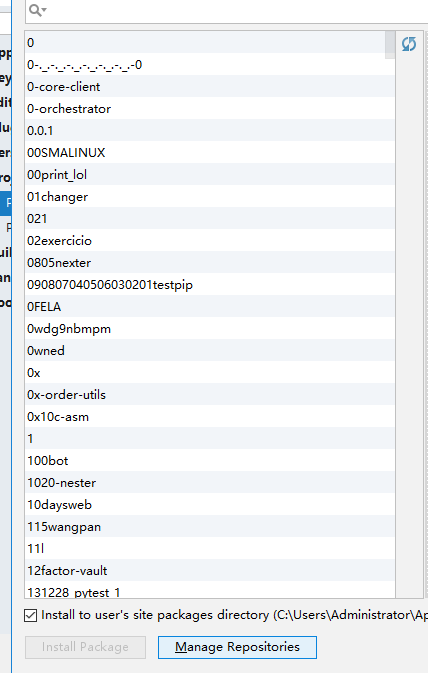 0
0-._.-._.-._.-._.-._.-._.-0
0-core-client
0-orchestrator
0.0.1
00SMALINUX
00print_lol
01changer
021
02exercicio
0805nexter
090807040506030201testpip
0FELA
0wdg9nbmpm
0wned
0x
0x-order-utils
0x10c-asm
1
100bot
1020-nester
10daysweb
115wangpan
11l
12factor-vault
131228_pytest_1
Install to user's site packages directory (C:\Users\Administrator\Ap
Install Package
Manage Repositories